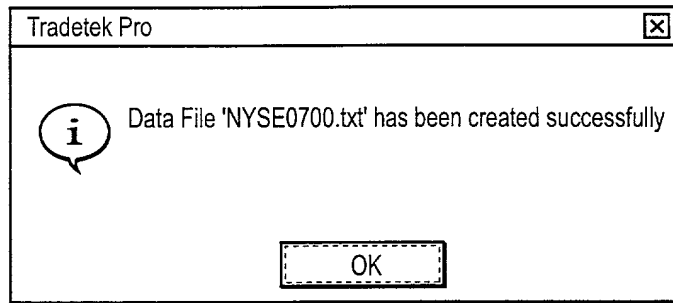 Tradetek Pro
i
Data File 'NYSE0700.txt' has been created successfully
OK